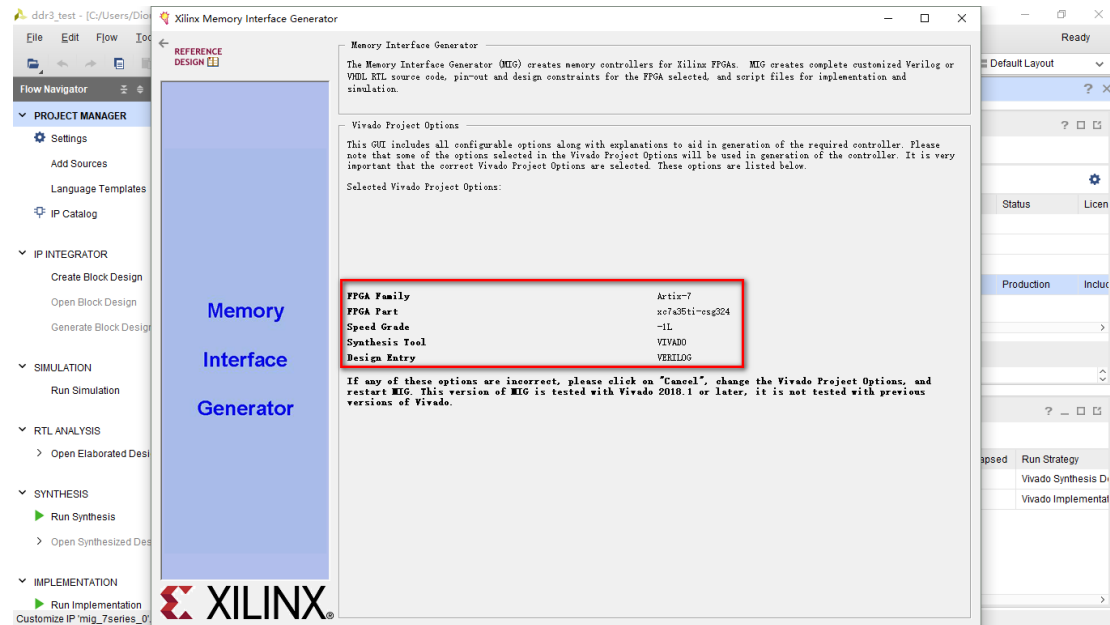 ddr3_test - [C:/Users/Dio
Xilinx Memory Interface Generator
File Edit Flow
Ready
REFERENCE
DESIGN
Default Layout
Flow Navigator
PROJECT MANAGER
Settings
Add Sources
Language Templates
IP Catalog
IP INTEGRATOR
Create Block Design
Open Block Design
Generate Block Desig
SIMULATION
Run Simulation
RTL ANALYSIS
Open Elaborated Desi
SYNTHESIS
Run Synthesis
Open Synthesized Des
IMPLEMENTATION
Run Implementation
Customize IP 'mig_7series_0'
Memory
Interface
Generator
XILINX
Memory Interface Generator
The Memory Interface Generator (MIG) creates memory controllers for Xilinx FPGAs. MIG creates complete customized Verilog or
VHDL RTL source code, pin-out and design constraints for the FPGA selected, and script files for implementation and
simulation.
Vivado Project Options
This GUI includes all configurable options along with explanations to aid in generation of the required controller. Please
note that some of the options selected in the Vivado Project Options will be used in generation of the controller. It is very
important that the correct Vivado Project Options are selected. These options are listed below.
Selected Vivado Project Options:
FPGA Family Artix-7
FPGA Part xc7a35ti-csg324
Speed Grade -1L
Synthesis Tool VIVADO
Design Entry VERILOG
If any of these options are incorrect, please click on "Cancel", change the Vivado Project Options, and
restart MIG. This version of MIG is tested with Vivado 2018.1 or later, it is not tested with previous
versions of Vivado.
Status Licen
Production Includ
apsed Run Strategy
Vivado Synthesis De
Vivado Implementat